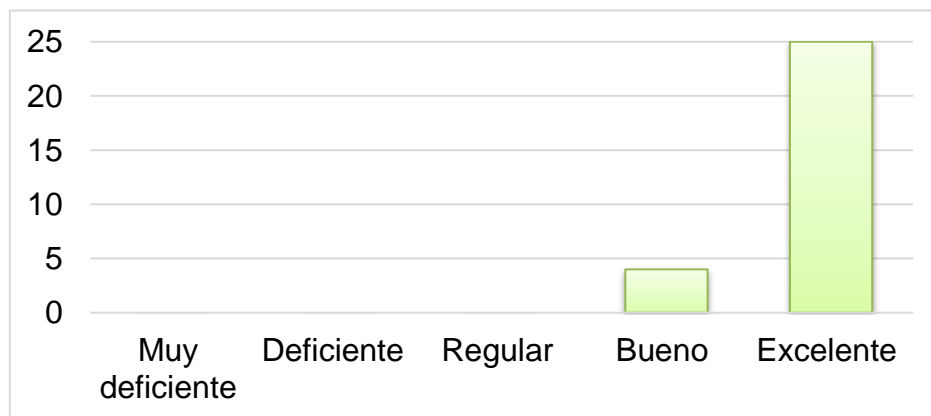 25
20
15
10
5
0
Muy deficiente
Deficiente
Regular
Bueno
Excelente